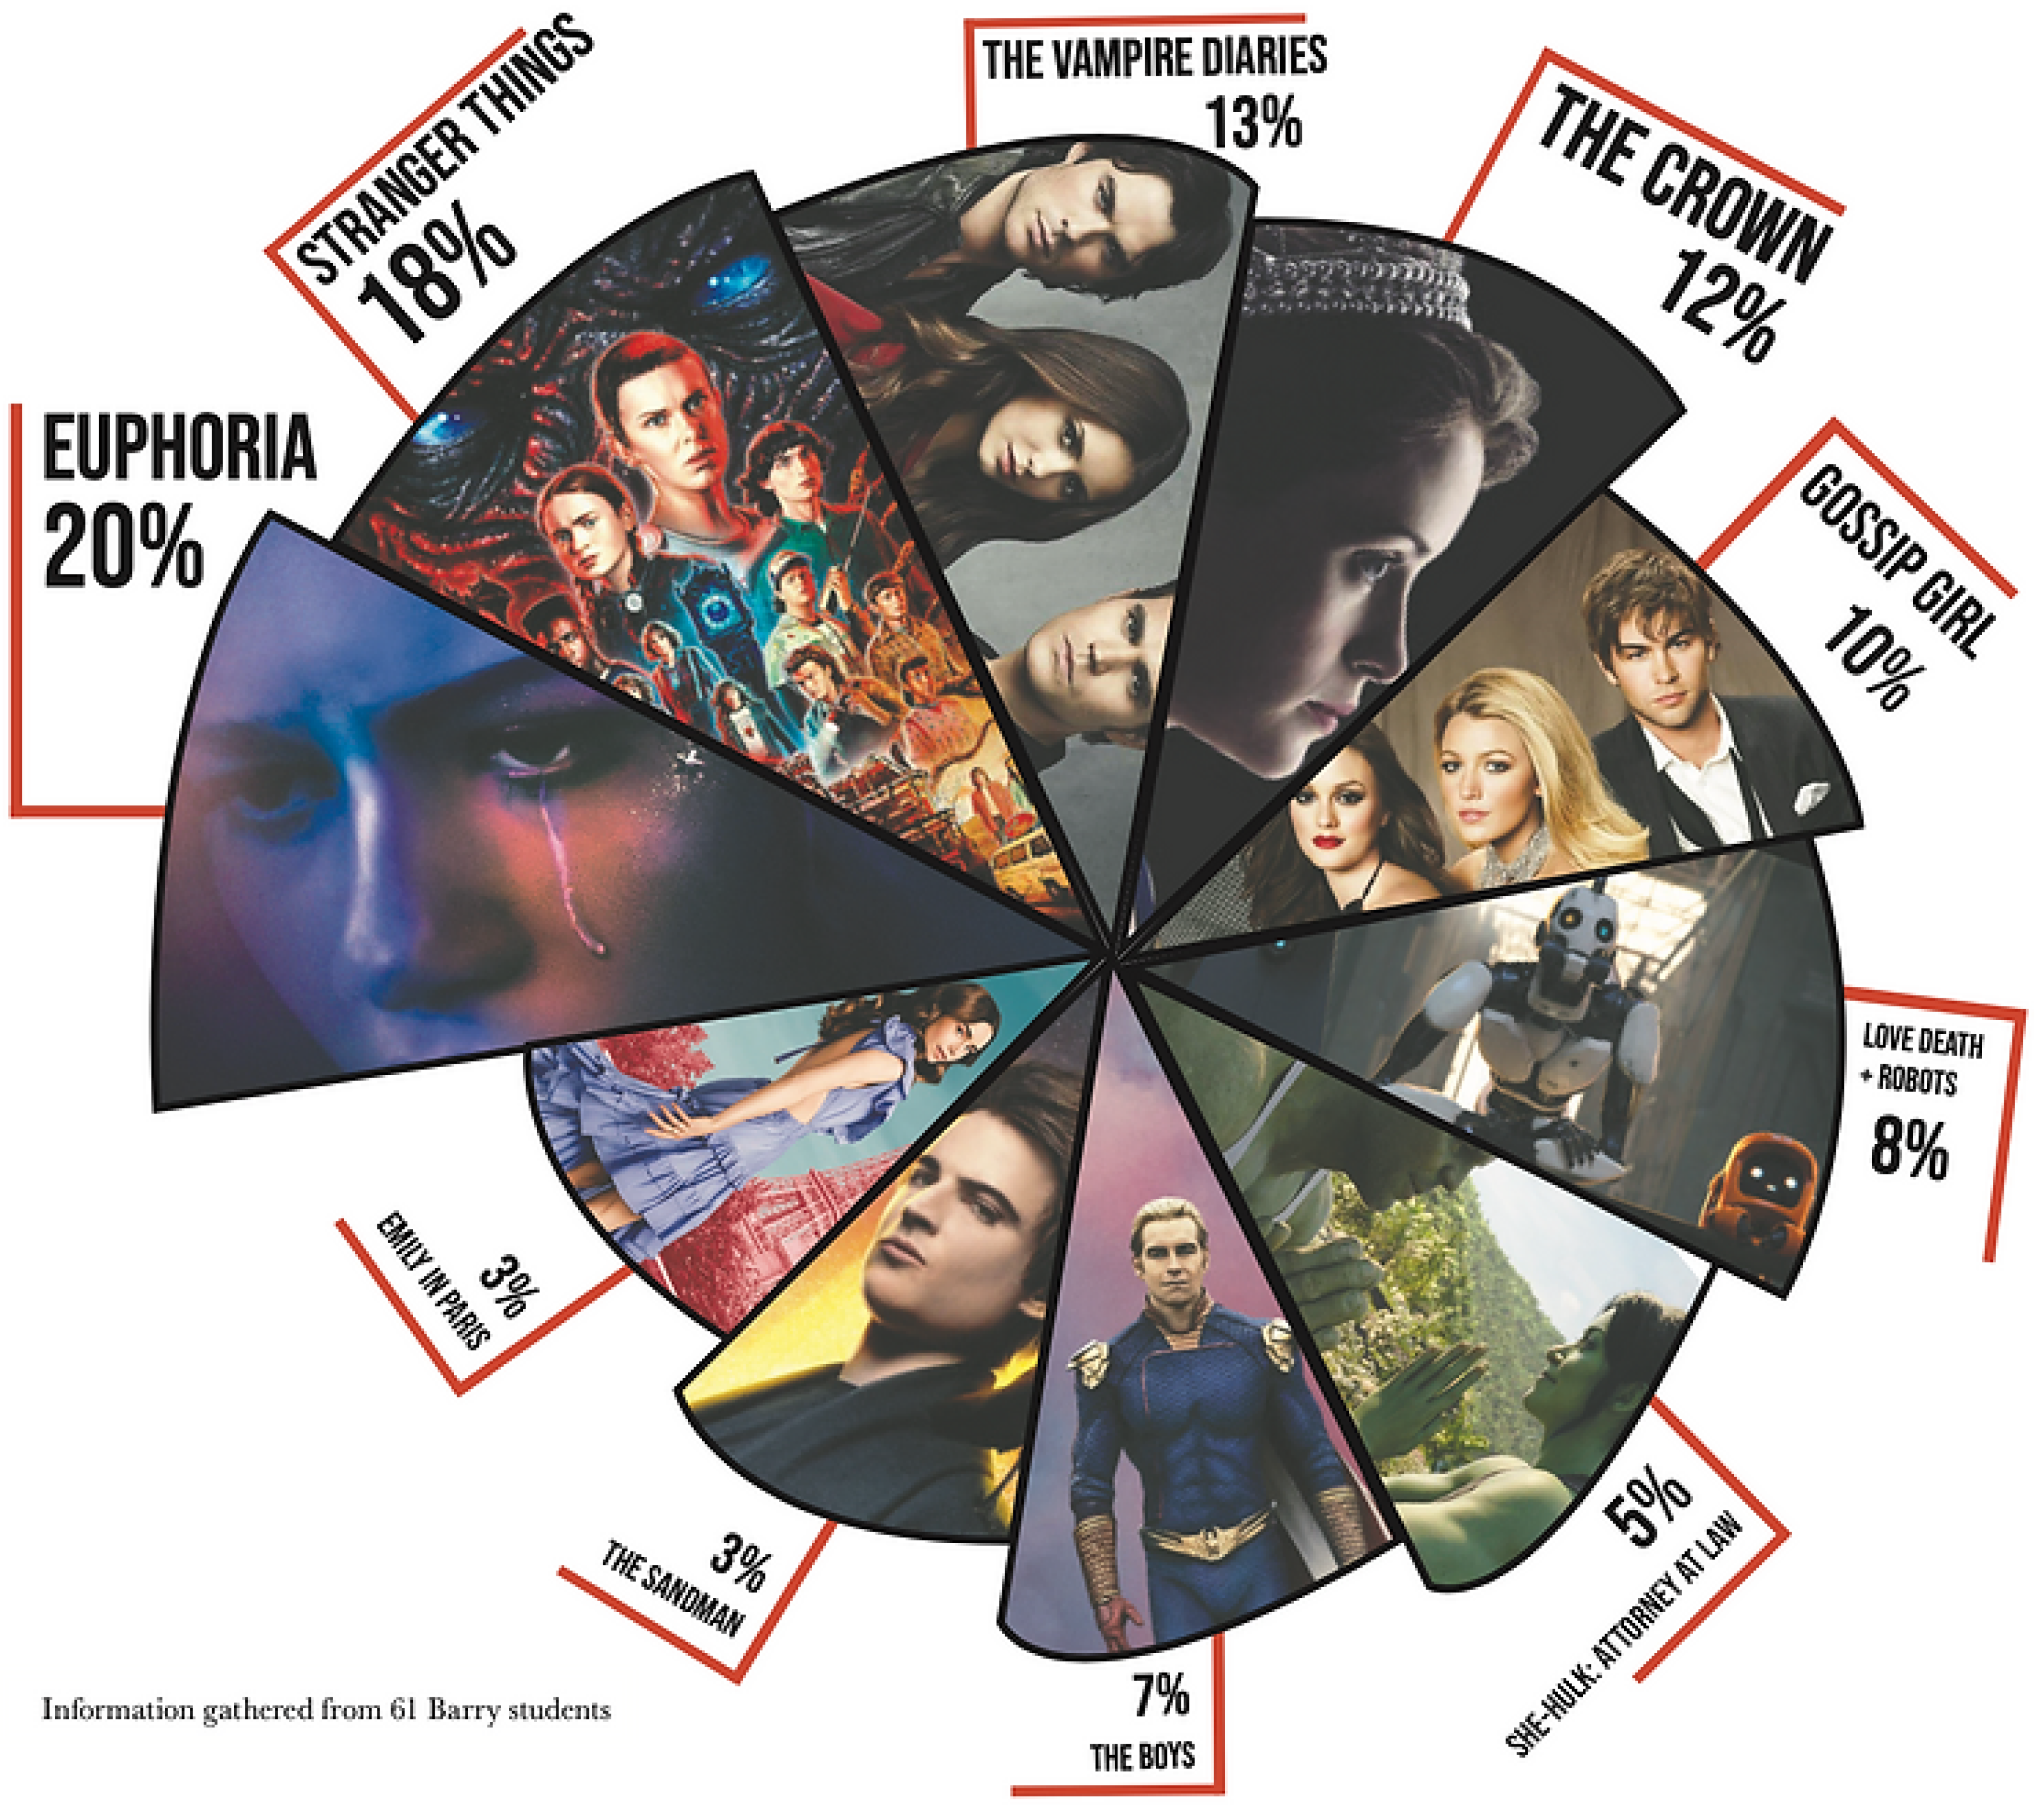 EUPHORIA
20%
STRANGER THINGS
18%
THE VAMPIRE DIARIES
13%
THE CROWN
12%
GOSSIP GIRL
10%
LOVE DEATH
+ ROBOTS
8%
5%
SHE-HULK: ATTORNEY AT LAW
7%
THE BOYS
3%
THE SANDMAN
3%
EMILY IN PARIS
Information gathered from 61 Barry students